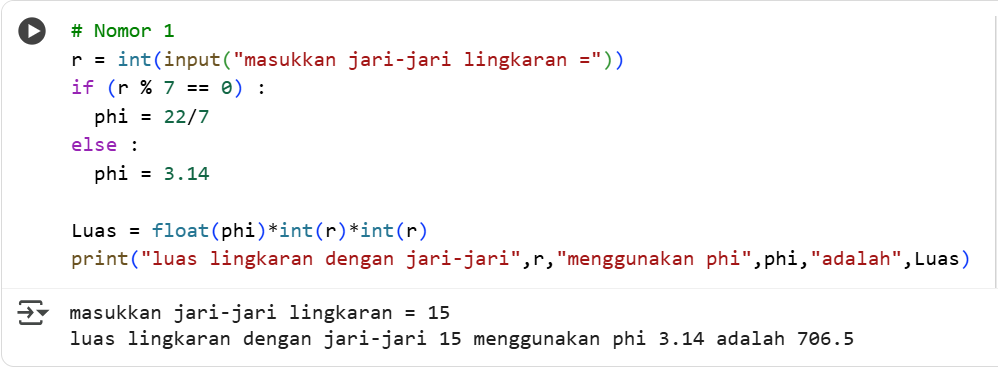 # Nomor 1
r = int(input("masukkan jari-jari lingkaran ="))
if (r % 7 == 0) :
  phi = 22/7
else :
  phi = 3.14

Luas = float(phi)*int(r)*int(r)
print("luas lingkaran dengan jari-jari",r,"menggunakan phi",phi,"adalah",Luas)
masukkan jari-jari lingkaran = 15
luas lingkaran dengan jari-jari 15 menggunakan phi 3.14 adalah 706.5